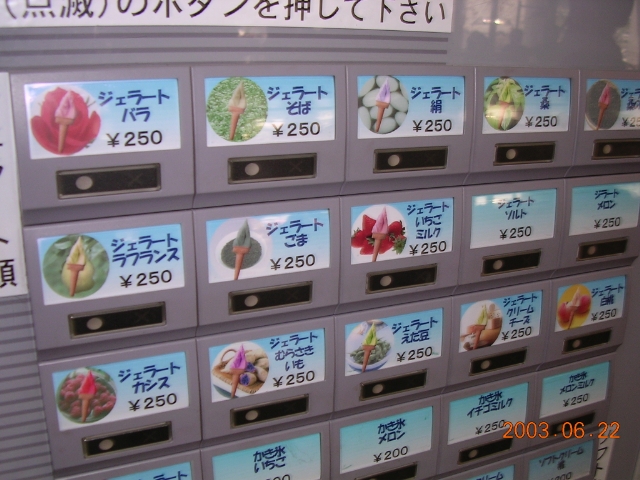 (点滅)のボタンを押して下さい
ジェラート
バラ
￥250
ジェラート
そば
￥250
ジェラート
絹
￥250
ジェラート
桑
￥250
ジェラート
ラフランス
￥250
ジェラート
ごま
￥250
ジェラート
いちご
ミルク
￥250
ジェラート
ソルト
￥250
ジェラート
メロン
￥250
ジェラート
カシス
￥250
ジェラート
むらさき
いも
￥250
ジェラート
えだ豆
￥250
ジェラート
クリーム
チーズ
￥250
ジェラート
白桃
￥250
かき氷
いちご
かき氷
メロン
￥200
かき氷
イチゴミルク
￥250
かき氷
メロンミルク
￥250
ソフトクリーム
2003.06.22